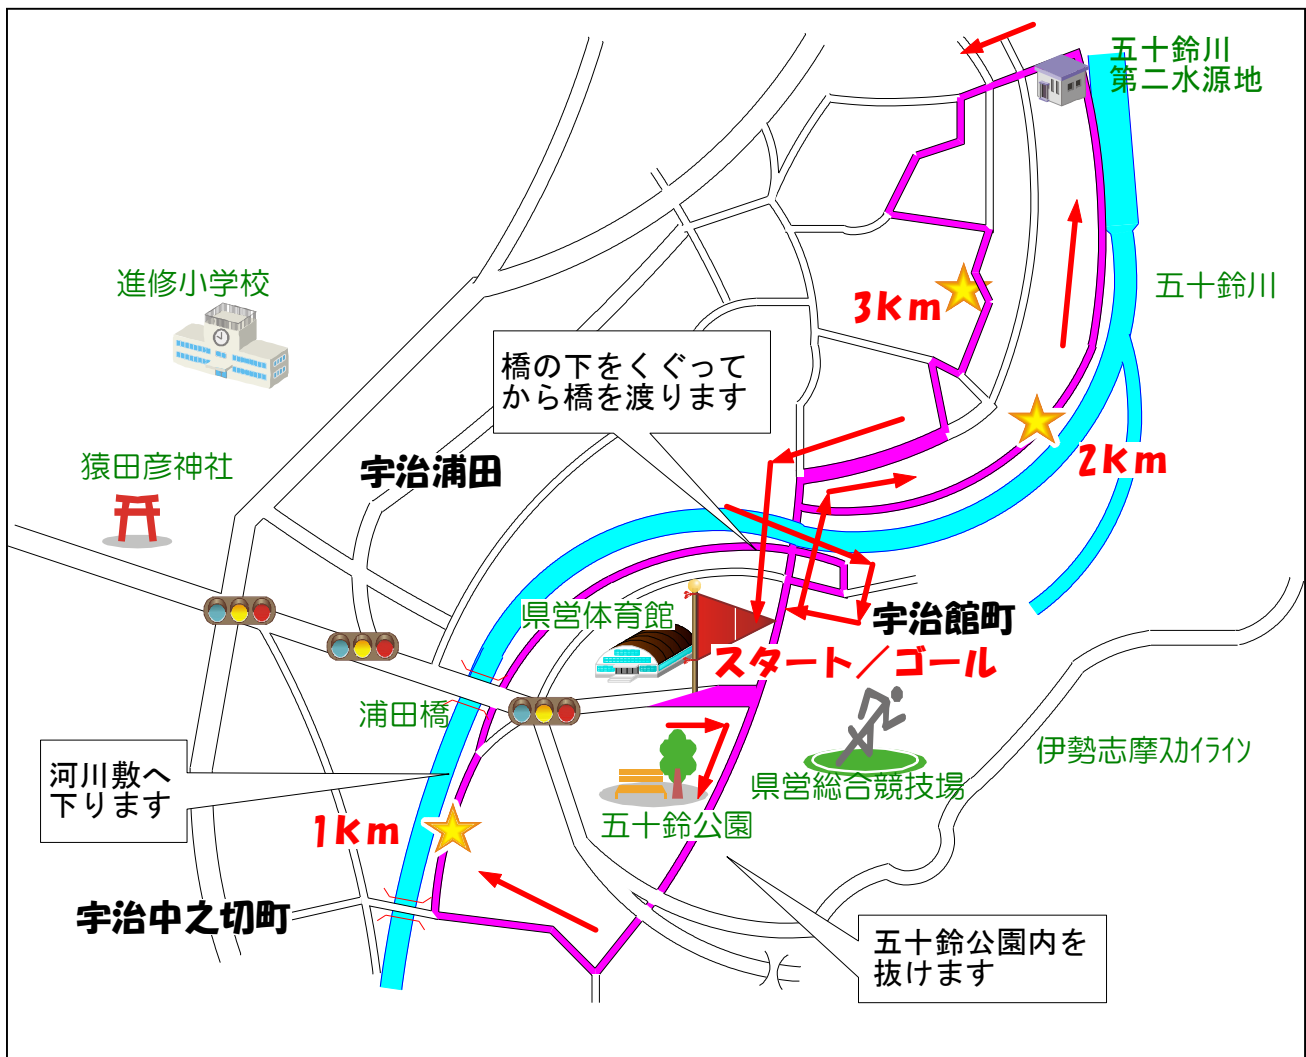 五十鈴川
第二水源地
進修小学校
五十鈴川
3km
橋の下をくぐって
から橋を渡ります
猿田彦神社
宇治浦田
2km
県営体育館
宇治館町
スタート／ゴール
浦田橋
伊勢志摩ｽｶｲﾗｲﾝ
河川敷へ
下ります
県営総合競技場
1km
五十鈴公園
宇治中之切町
五十鈴公園内を
抜けます